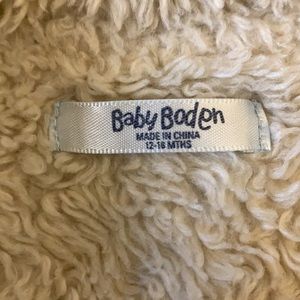 Baby Boden
MADE IN CHINA
12-18 MTHS